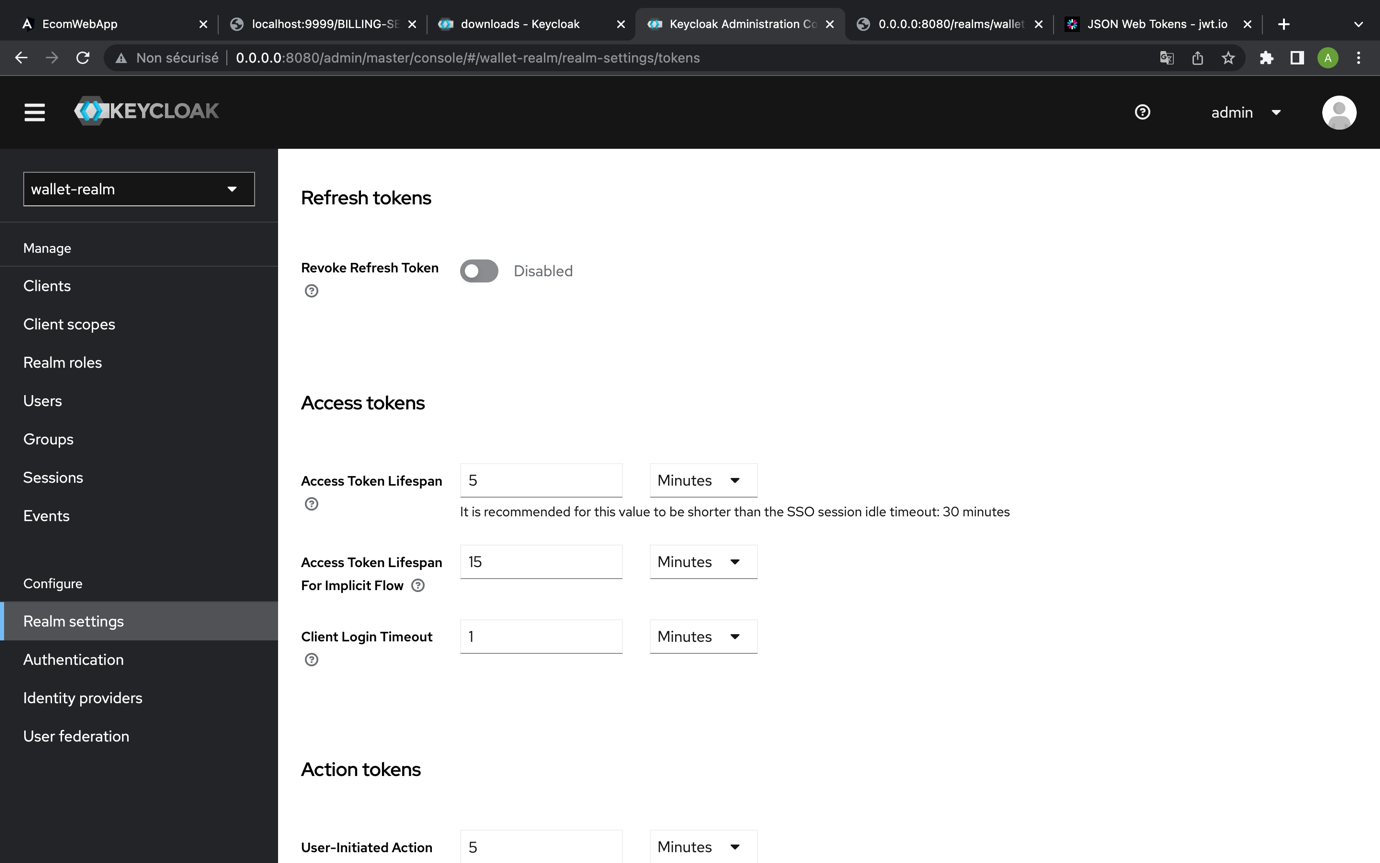 EcomWebApp
localhost:9999/BILLING-SE
downloads - Keycloak
Keycloak Administration Co
0.0.0.0:8080/realms/wallet
JSON Web Tokens - jwt.io
Non sécurisé
0.0.0.0:8080/admin/master/console/#/wallet-realm/realm-settings/tokens
A
KEYCLOAK
admin
wallet-realm
Manage
Clients
Client scopes
Realm roles
Users
Groups
Sessions
Events
Configure
Realm settings
Authentication
Identity providers
User federation
Refresh tokens
Revoke Refresh Token
Disabled
Access tokens
Access Token Lifespan
5
Minutes
It is recommended for this value to be shorter than the SSO session idle timeout: 30 minutes
Access Token Lifespan
For Implicit Flow
15
Minutes
Client Login Timeout
1
Minutes
Action tokens
User-Initiated Action
5
Minutes